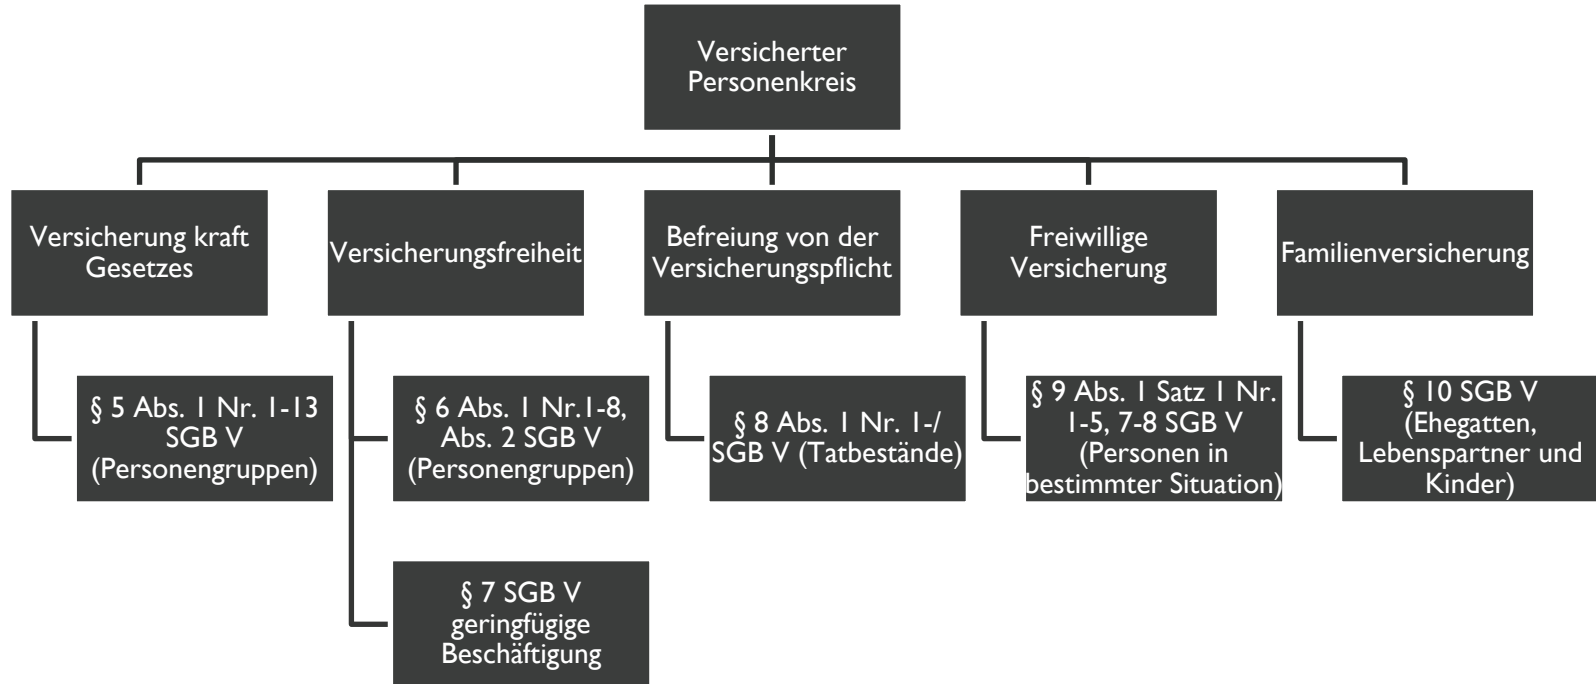 Versicherter
Personenkreis
Versicherung kraft
Gesetzes
Versicherungsfreiheit
Befreiung von der
Versicherungspflicht
Freiwillige
Versicherung
Familienversicherung
§ 5 Abs. 1 Nr. 1-13
SGB V
(Personengruppen)
§ 6 Abs. 1 Nr.1-8,
Abs. 2 SGB V
(Personengruppen)
§ 8 Abs. 1 Nr. 1-/
SGB V (Tatbestände)
§ 9 Abs. 1 Satz 1 Nr.
1-5, 7-8 SGB V
(Personen in
bestimmter Situation)
§ 10 SGB V
(Ehegatten,
Lebenspartner und
Kinder)
§ 7 SGB V
geringfügige
Beschäftigung